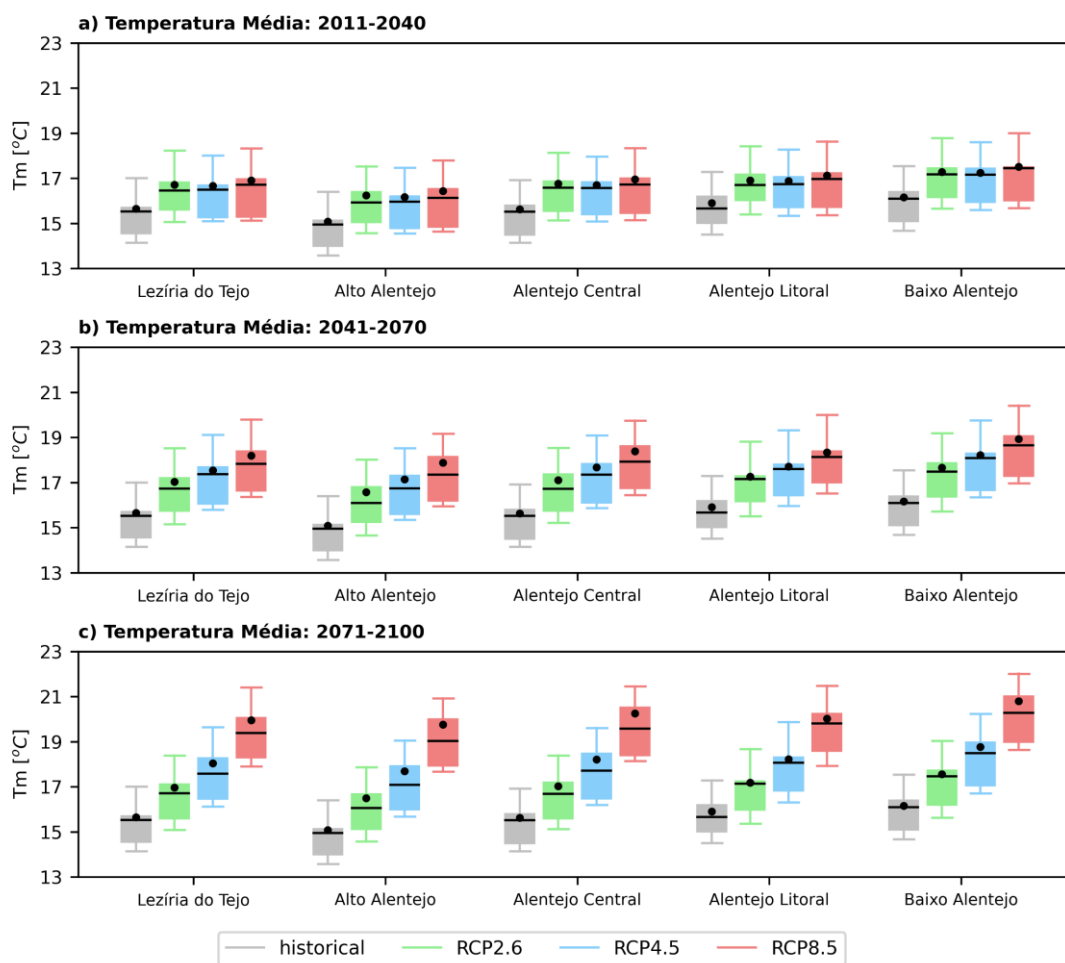 a) Temperatura Média: 2011-2040
23
21
19
17
15
13
Tm [°C]
Lezíria do Tejo Alto Alentejo Alentejo Central Alentejo Litoral Baixo Alentejo
b) Temperatura Média: 2041-2070
23
21
19
17
15
13
Tm [°C]
Lezíria do Tejo Alto Alentejo Alentejo Central Alentejo Litoral Baixo Alentejo
c) Temperatura Média: 2071-2100
23
21
19
17
15
13
Tm [°C]
Lezíria do Tejo Alto Alentejo Alentejo Central Alentejo Litoral Baixo Alentejo
historical RCP2.6 RCP4.5 RCP8.5